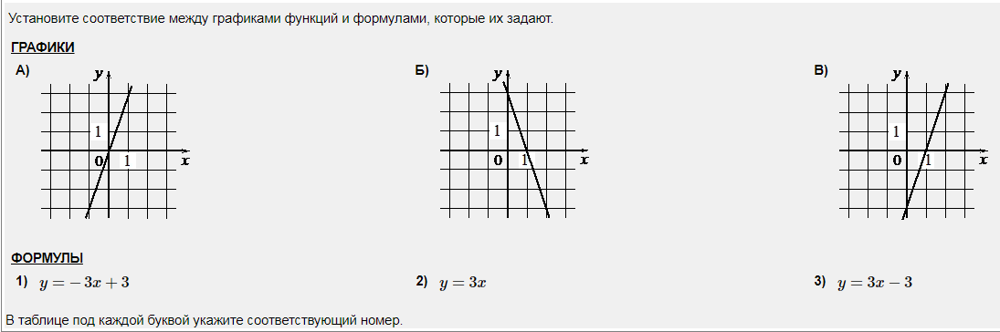 Установите соответствие между графиками функций и формулами, которые их задают.
ГРАФИКИ
А) Б) В)
y y y
1 1 1
0 1 x 0 1 x 0 1 x
ФОРМУЛЫ
1) y = − 3x + 3 2) y = 3x 3) y = 3x − 3
В таблице под каждой буквой укажите соответствующий номер.